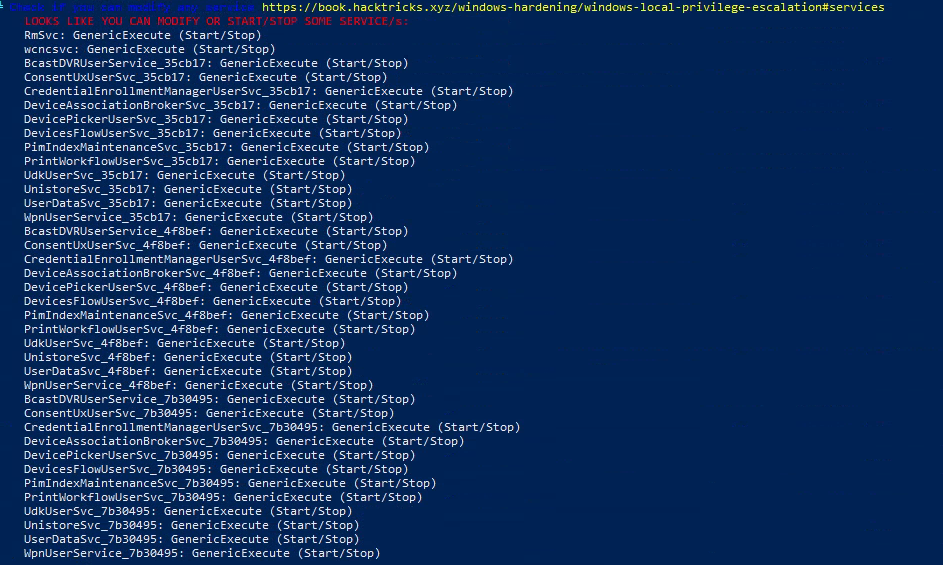 Check if you can modify any service https://book.hacktricks.xyz/windows-hardening/windows-local-privilege-escalation#services
LOOKS LIKE YOU CAN MODIFY OR START/STOP SOME SERVICE/s:
RmSvc: GenericExecute (Start/Stop)
wcncsvc: GenericExecute (Start/Stop)
BcastDVRUserService_35cb17: GenericExecute (Start/Stop)
ConsentUxUserSvc_35cb17: GenericExecute (Start/Stop)
CredentialEnrollmentManagerUserSvc_35cb17: GenericExecute (Start/Stop)
DeviceAssociationBrokerSvc_35cb17: GenericExecute (Start/Stop)
DevicePickerUserSvc_35cb17: GenericExecute (Start/Stop)
DevicesFlowUserSvc_35cb17: GenericExecute (Start/Stop)
PimIndexMaintenanceSvc_35cb17: GenericExecute (Start/Stop)
PrintWorkflowUserSvc_35cb17: GenericExecute (Start/Stop)
UdkUserSvc_35cb17: GenericExecute (Start/Stop)
UnistoreSvc_35cb17: GenericExecute (Start/Stop)
UserDataSvc_35cb17: GenericExecute (Start/Stop)
WpnUserService_35cb17: GenericExecute (Start/Stop)
BcastDVRUserService_4f8bef: GenericExecute (Start/Stop)
ConsentUxUserSvc_4f8bef: GenericExecute (Start/Stop)
CredentialEnrollmentManagerUserSvc_4f8bef: GenericExecute (Start/Stop)
DeviceAssociationBrokerSvc_4f8bef: GenericExecute (Start/Stop)
DevicePickerUserSvc_4f8bef: GenericExecute (Start/Stop)
DevicesFlowUserSvc_4f8bef: GenericExecute (Start/Stop)
PimIndexMaintenanceSvc_4f8bef: GenericExecute (Start/Stop)
PrintWorkflowUserSvc_4f8bef: GenericExecute (Start/Stop)
UdkUserSvc_4f8bef: GenericExecute (Start/Stop)
UnistoreSvc_4f8bef: GenericExecute (Start/Stop)
UserDataSvc_4f8bef: GenericExecute (Start/Stop)
WpnUserService_4f8bef: GenericExecute (Start/Stop)
BcastDVRUserService_7b30495: GenericExecute (Start/Stop)
ConsentUxUserSvc_7b30495: GenericExecute (Start/Stop)
CredentialEnrollmentManagerUserSvc_7b30495: GenericExecute (Start/Stop)
DeviceAssociationBrokerSvc_7b30495: GenericExecute (Start/Stop)
DevicePickerUserSvc_7b30495: GenericExecute (Start/Stop)
DevicesFlowUserSvc_7b30495: GenericExecute (Start/Stop)
PimIndexMaintenanceSvc_7b30495: GenericExecute (Start/Stop)
PrintWorkflowUserSvc_7b30495: GenericExecute (Start/Stop)
UdkUserSvc_7b30495: GenericExecute (Start/Stop)
UnistoreSvc_7b30495: GenericExecute (Start/Stop)
UserDataSvc_7b30495: GenericExecute (Start/Stop)
WpnUserService_7b30495: GenericExecute (Start/Stop)